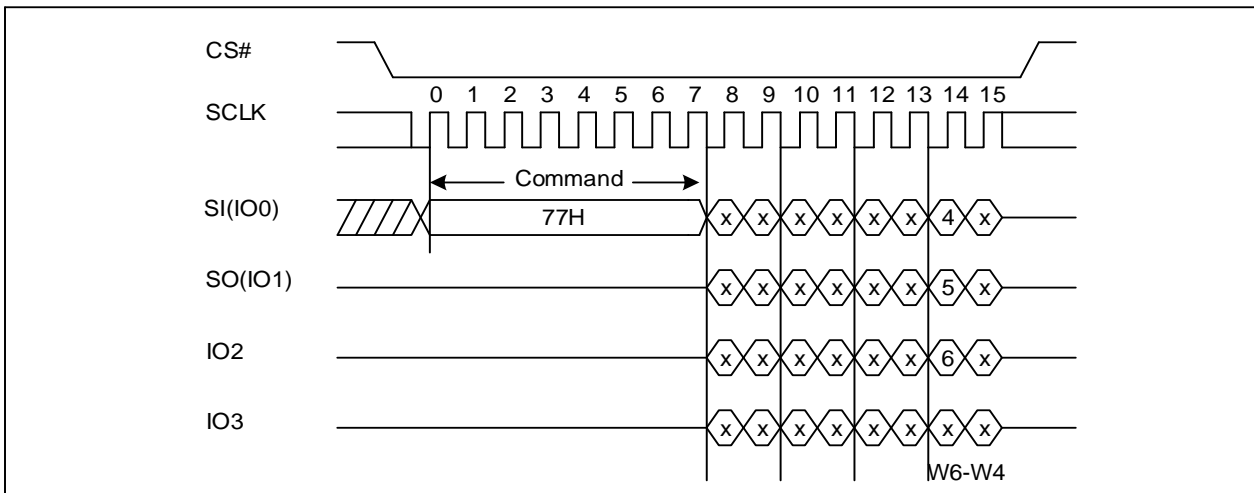 CS#
0 1 2 3 4 5 6 7 8 9 10 11 12 13 14 15
SCLK
Command
SI(IO0) 77H x x x x x x 4 x
SO(IO1) x x x x x x 5 x
IO2 x x x x x x 6 x
IO3 x x x x x x x x
W6-W4